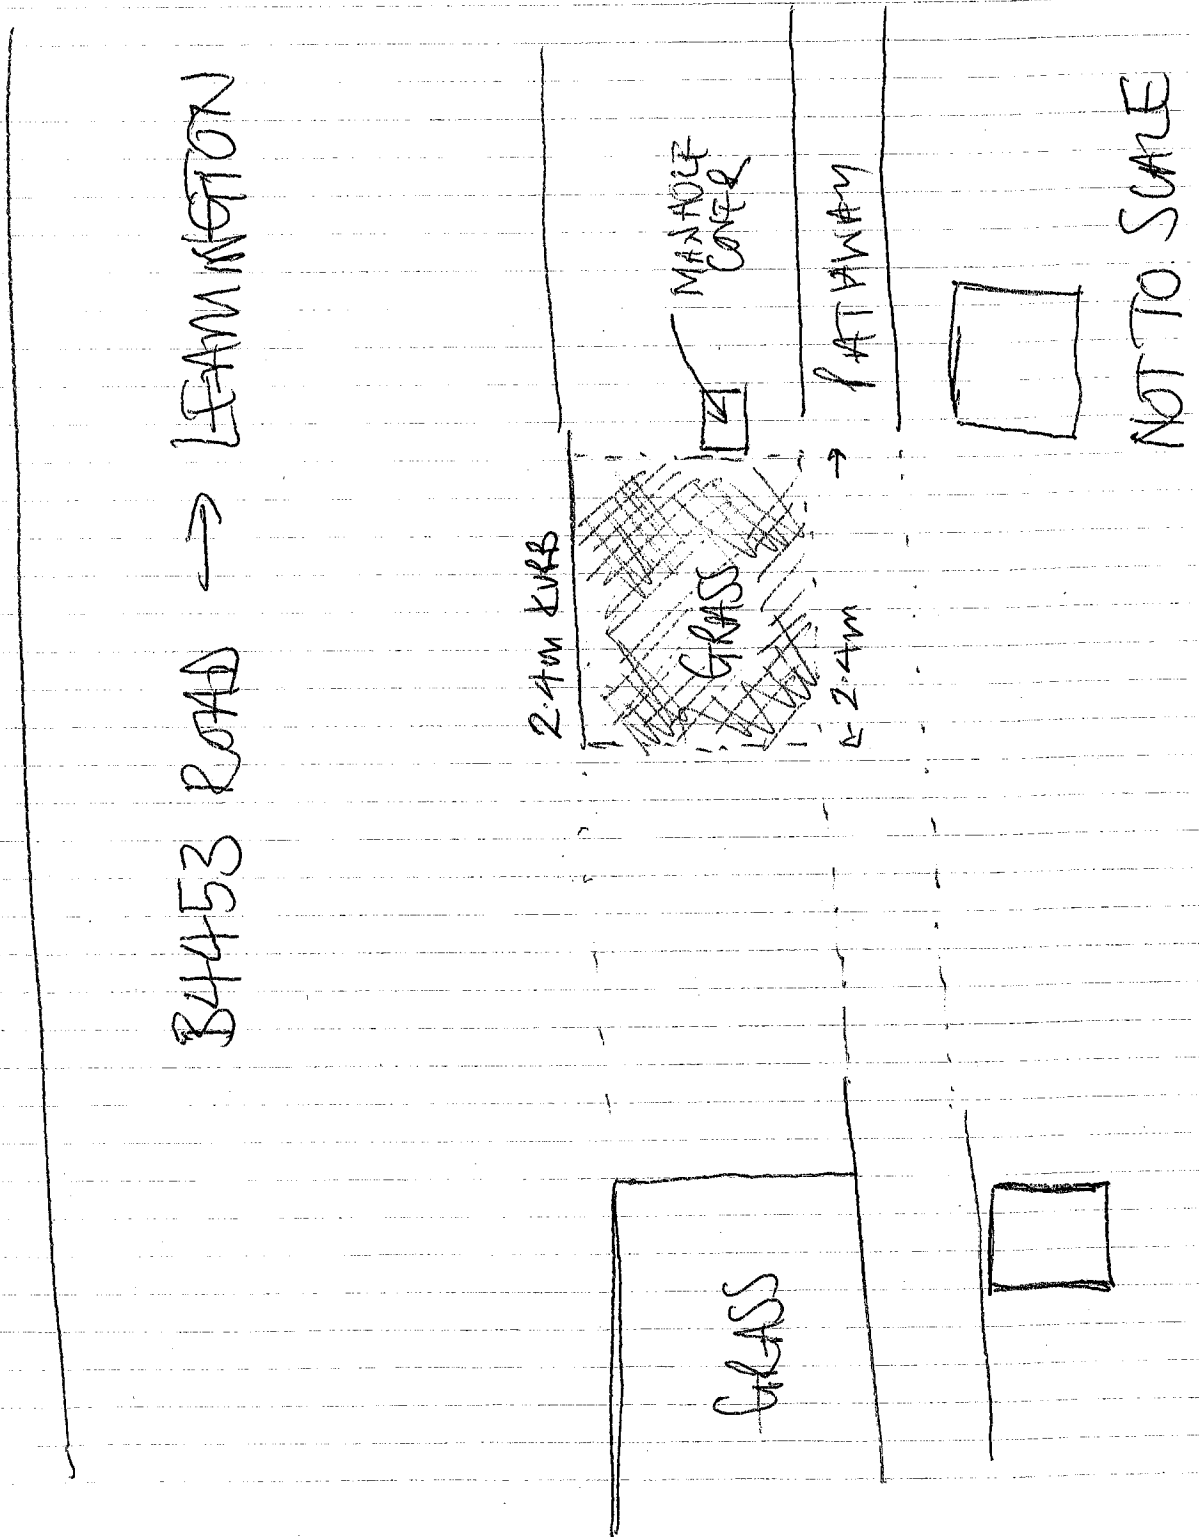 B4453 ROAD → LEAMINGTON
2.4m KURB
MANHOLE
COVER
GRASS
← 2.4m →
PATHWAY
GRASS
NOT TO SCALE